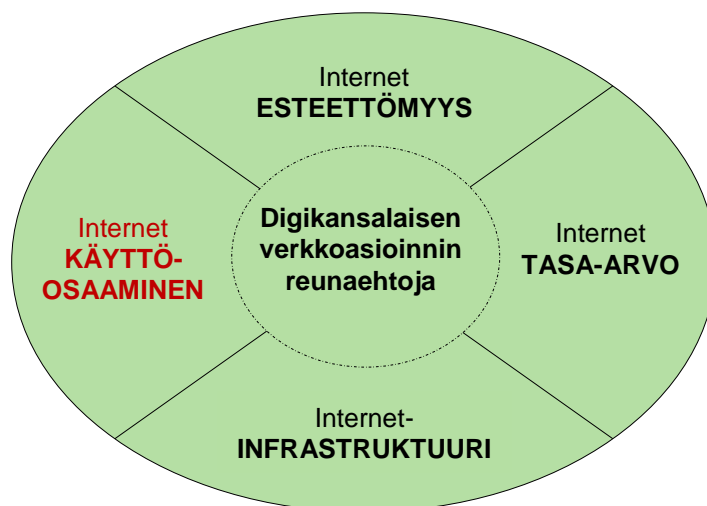 Internet
ESTEETTÖMYYS
Internet
KÄYTTÖ-
OSAAMINEN
Digikansalaisen
verkkoasioinnin
reunaehtoja
Internet
TASA-ARVO
Internet-
INFRASTRUKTUURI